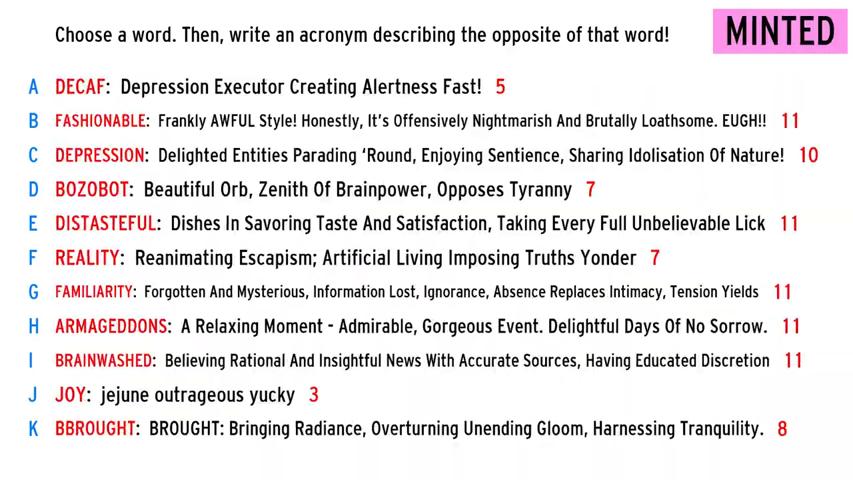 Choose a word. Then, write an acronym describing the opposite of that word!
MINTED
A DECAF: Depression Executor Creating Alertness Fast! 5
B FASHIONABLE: Frankly AWFUL Style! Honestly, It's Offensively Nightmarish And Brutally Loathsome. EUGH!! 11
C DEPRESSION: Delighted Entities Parading 'Round, Enjoying Sentience, Sharing Idolisation Of Nature! 10
D BOZOBOT: Beautiful Orb, Zenith Of Brainpower, Opposes Tyranny 7
E DISTASTEFUL: Dishes In Savoring Taste And Satisfaction, Taking Every Full Unbelievable Lick 11
F REALITY: Reanimating Escapism; Artificial Living Imposing Truths Yonder 7
G FAMILIARITY: Forgotten And Mysterious, Information Lost, Ignorance, Absence Replaces Intimacy, Tension Yields 11
H ARMAGEDDONS: A Relaxing Moment - Admirable, Gorgeous Event. Delightful Days Of No Sorrow. 11
I BRAINWASHED: Believing Rational And Insightful News With Accurate Sources, Having Educated Discretion 11
J JOY: jejune outrageous yucky 3
K BBROUGHT: BROUGHT: Bringing Radiance, Overturning Unending Gloom, Harnessing Tranquility. 8